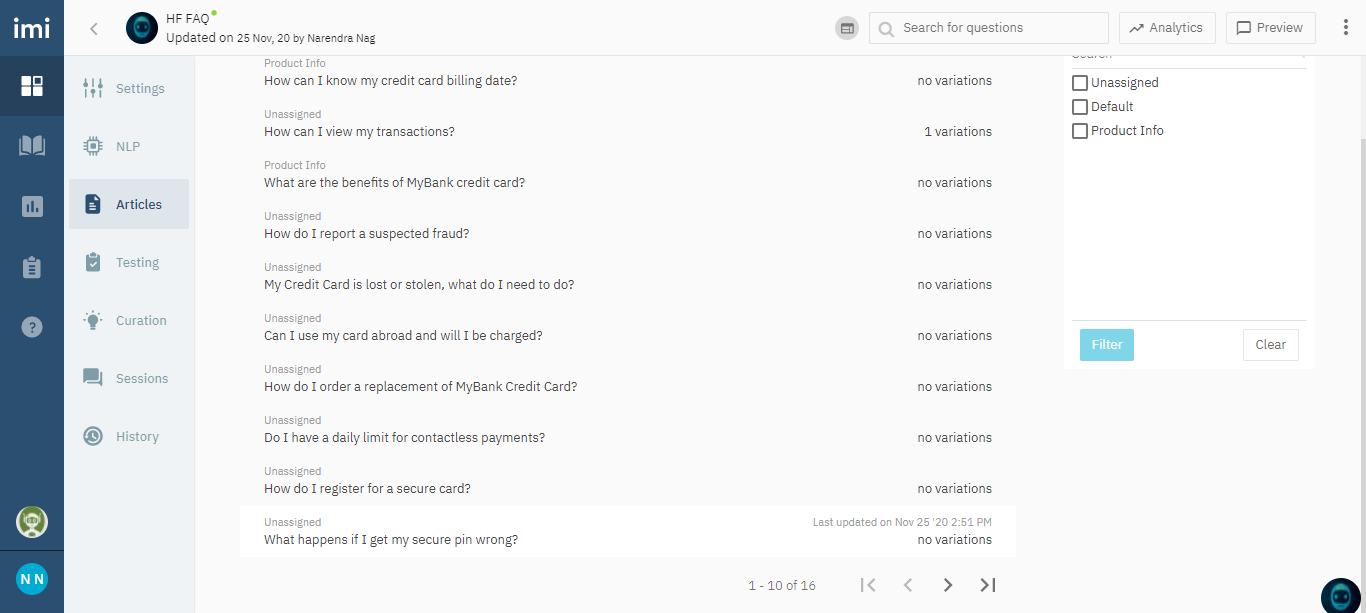 imi
HF FAQ
Updated on 25 Nov, 20 by Narendra Nag
Search for questions
Analytics
Preview
Settings
NLP
Articles
Testing
Curation
Sessions
History
N N
Product Info
How can I know my credit card billing date?
no variations
Unassigned
How can I view my transactions?
1 variations
Product Info
What are the benefits of MyBank credit card?
no variations
Unassigned
How do I report a suspected fraud?
no variations
Unassigned
My Credit Card is lost or stolen, what do I need to do?
no variations
Unassigned
Can I use my card abroad and will I be charged?
no variations
Unassigned
How do I order a replacement of MyBank Credit Card?
no variations
Unassigned
Do I have a daily limit for contactless payments?
no variations
Unassigned
How do I register for a secure card?
no variations
Unassigned
Last updated on Nov 25 '20 2:51 PM
What happens if I get my secure pin wrong?
no variations
1 - 10 of 16
Search
Unassigned
Default
Product Info
Filter
Clear